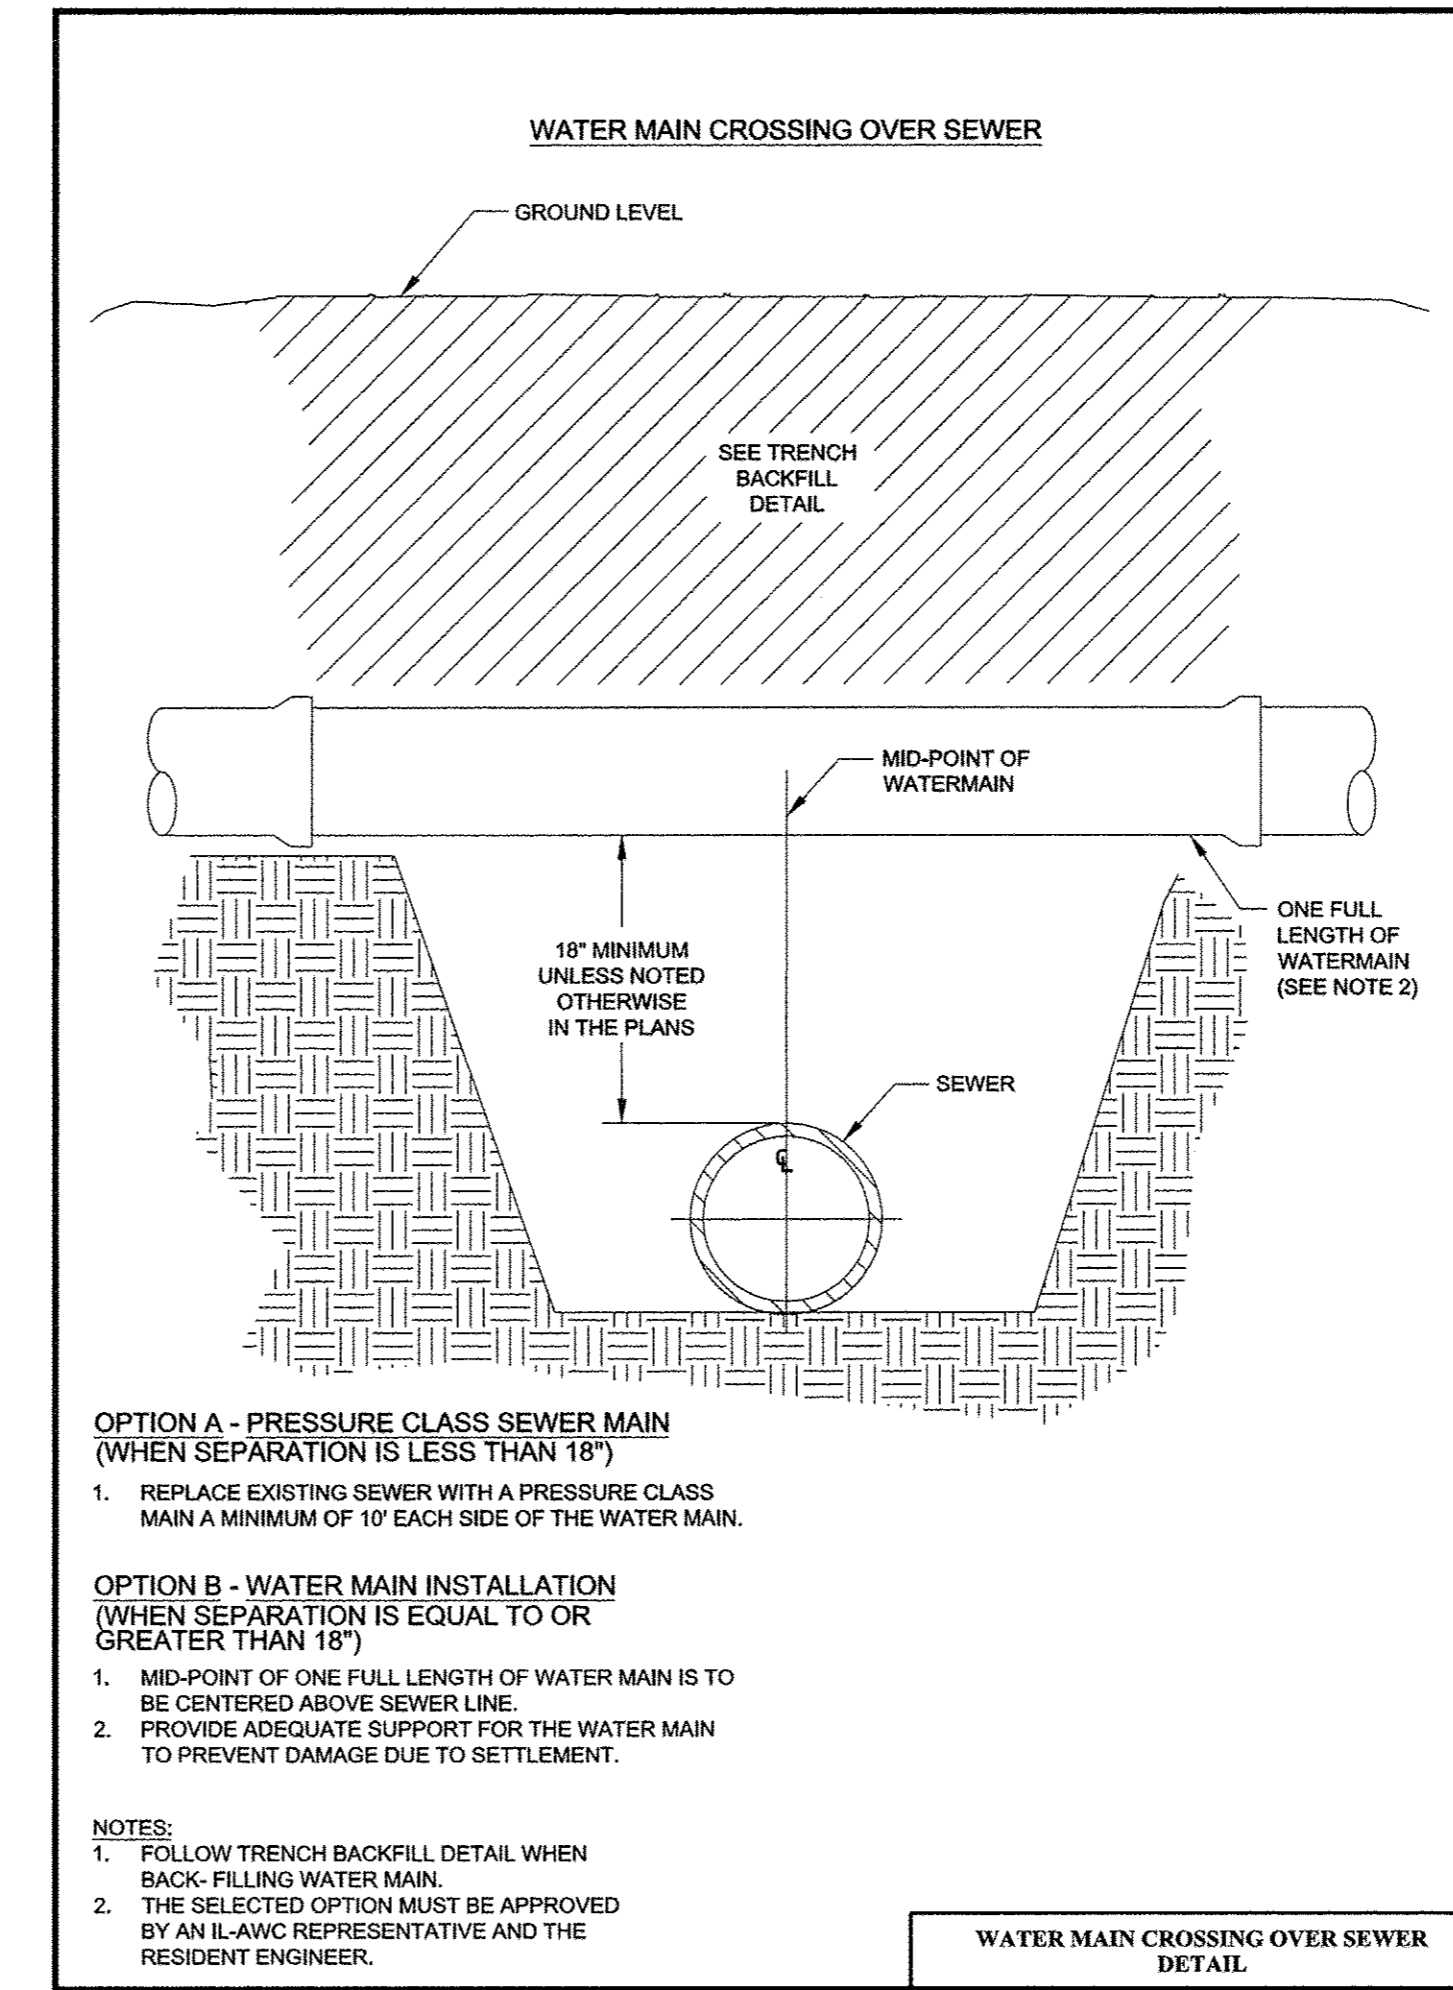 WATER MAIN CROSSING OVER SEWER
GROUND LEVEL
SEE TRENCH
BACKFILL
DETAIL
MID-POINT OF
WATERMAIN
ONE FULL
LENGTH OF
WATERMAIN
(SEE NOTE 2)
18" MINIMUM
UNLESS NOTED
OTHERWISE
IN THE PLANS
SEWER
℄
OPTION A - PRESSURE CLASS SEWER MAIN
(WHEN SEPARATION IS LESS THAN 18")
1. REPLACE EXISTING SEWER WITH A PRESSURE CLASS
MAIN A MINIMUM OF 10' EACH SIDE OF THE WATER MAIN.
OPTION B - WATER MAIN INSTALLATION
(WHEN SEPARATION IS EQUAL TO OR
GREATER THAN 18")
1. MID-POINT OF ONE FULL LENGTH OF WATER MAIN IS TO
BE CENTERED ABOVE SEWER LINE.
2. PROVIDE ADEQUATE SUPPORT FOR THE WATER MAIN
TO PREVENT DAMAGE DUE TO SETTLEMENT.
NOTES:
1. FOLLOW TRENCH BACKFILL DETAIL WHEN
BACK- FILLING WATER MAIN.
2. THE SELECTED OPTION MUST BE APPROVED
BY AN IL-AWC REPRESENTATIVE AND THE
RESIDENT ENGINEER.
WATER MAIN CROSSING OVER SEWER
DETAIL